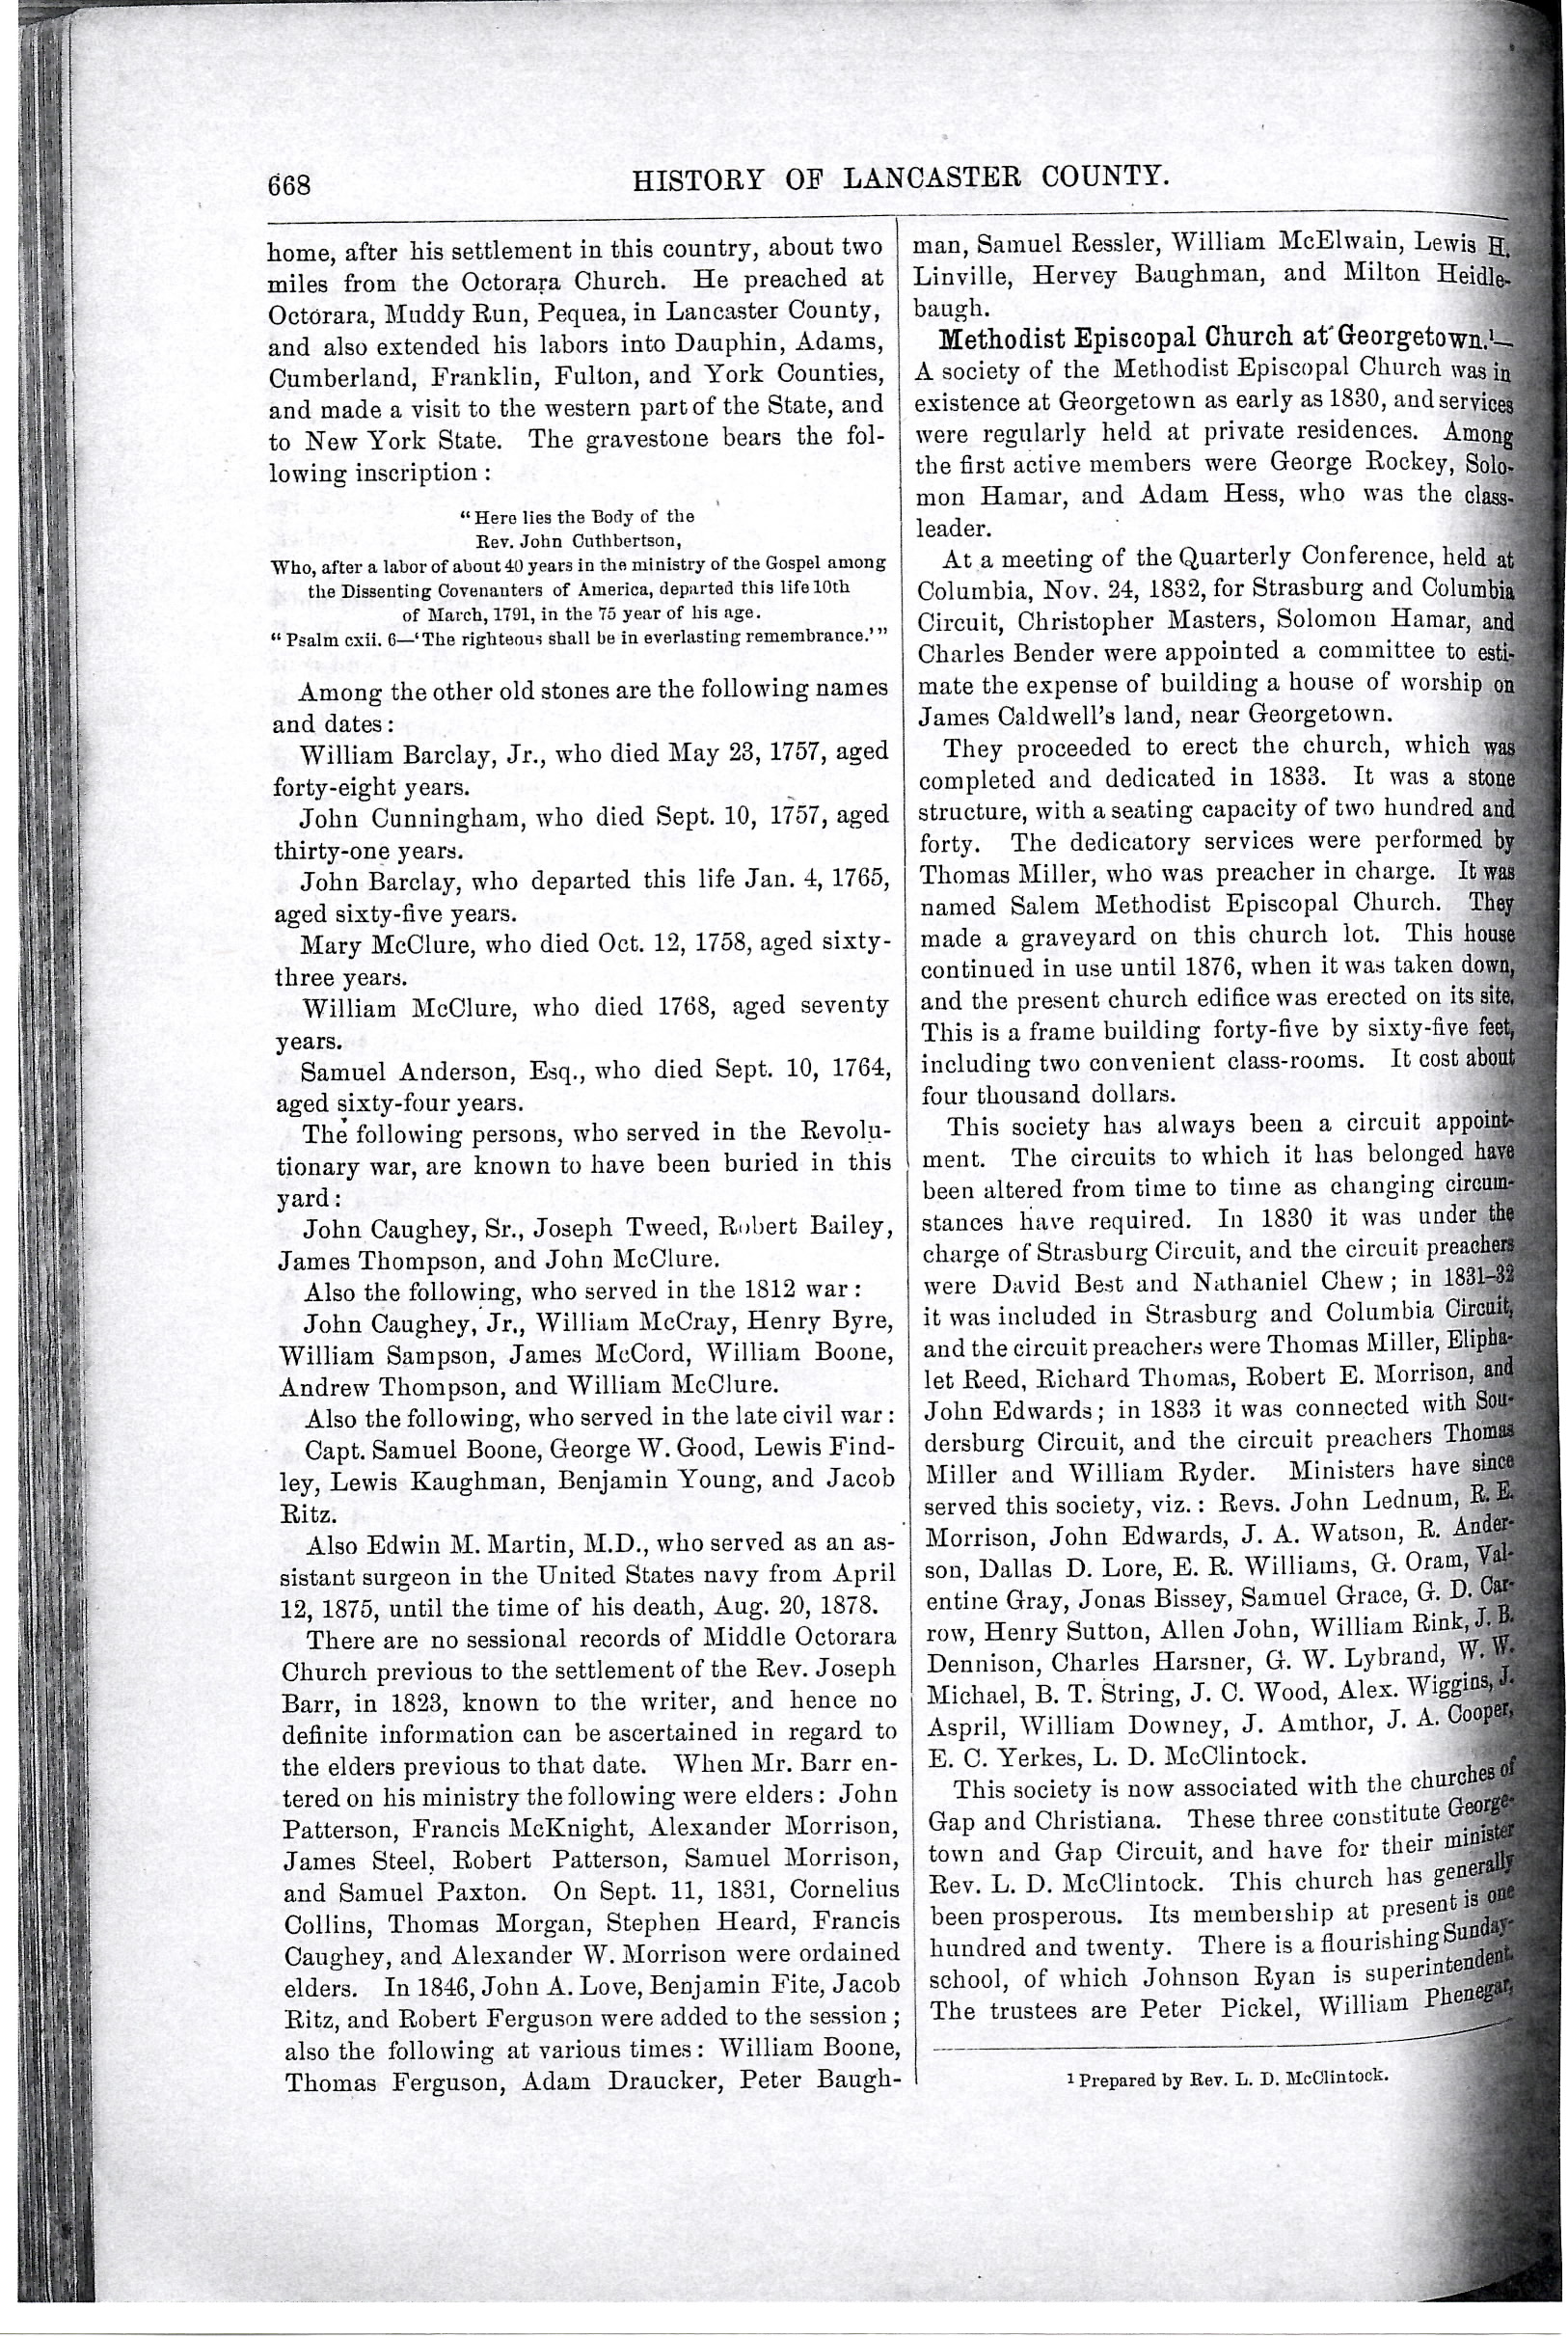 668
HISTORY OF LANCASTER COUNTY.
home, after his settlement in this country, about two
miles from the Octorara Church. He preached at
Octorara, Muddy Run, Pequea, in Lancaster County,
and also extended his labors into Dauphin, Adams,
Cumberland, Franklin, Fulton, and York Counties,
and made a visit to the western part of the State, and
to New York State. The gravestone bears the fol-
lowing inscription :
“Here lies the Body of the
Rev. John Cuthbertson,
Who, after a labor of about 40 years in the ministry of the Gospel among
the Dissenting Covenanters of America, departed this life 10th
of March, 1791, in the 75 year of his age.
“Psalm cxii. 6—‘The righteous shall be in everlasting remembrance.’”
Among the other old stones are the following names
and dates :
William Barclay, Jr., who died May 23, 1757, aged
forty-eight years.
John Cunningham, who died Sept. 10, 1757, aged
thirty-one years.
John Barclay, who departed this life Jan. 4, 1765,
aged sixty-five years.
Mary McClure, who died Oct. 12, 1758, aged sixty-
three years.
William McClure, who died 1768, aged seventy
years.
Samuel Anderson, Esq., who died Sept. 10, 1764,
aged sixty-four years.
The following persons, who served in the Revolu-
tionary war, are known to have been buried in this
yard :
John Caughey, Sr., Joseph Tweed, Robert Bailey,
James Thompson, and John McClure.
Also the following, who served in the 1812 war :
John Caughey, Jr., William McCray, Henry Byre,
William Sampson, James McCord, William Boone,
Andrew Thompson, and William McClure.
Also the following, who served in the late civil war :
Capt. Samuel Boone, George W. Good, Lewis Find-
ley, Lewis Kaughman, Benjamin Young, and Jacob
Ritz.
Also Edwin M. Martin, M.D., who served as an as-
sistant surgeon in the United States navy from April
12, 1875, until the time of his death, Aug. 20, 1878.
There are no sessional records of Middle Octorara
Church previous to the settlement of the Rev. Joseph
Barr, in 1823, known to the writer, and hence no
definite information can be ascertained in regard to
the elders previous to that date. When Mr. Barr en-
tered on his ministry the following were elders : John
Patterson, Francis McKnight, Alexander Morrison,
James Steel, Robert Patterson, Samuel Morrison,
and Samuel Paxton. On Sept. 11, 1831, Cornelius
Collins, Thomas Morgan, Stephen Heard, Francis
Caughey, and Alexander W. Morrison were ordained
elders. In 1846, John A. Love, Benjamin Fite, Jacob
Ritz, and Robert Ferguson were added to the session ;
also the following at various times : William Boone,
Thomas Ferguson, Adam Draucker, Peter Baugh-
man, Samuel Ressler, William McElwain, Lewis H.
Linville, Hervey Baughman, and Milton Heidle-
baugh.
Methodist Episcopal Church at Georgetown.¹—
A society of the Methodist Episcopal Church was in
existence at Georgetown as early as 1830, and services
were regularly held at private residences. Among
the first active members were George Rockey, Solo-
mon Hamar, and Adam Hess, who was the class-
leader.
At a meeting of the Quarterly Conference, held at
Columbia, Nov. 24, 1832, for Strasburg and Columbia
Circuit, Christopher Masters, Solomon Hamar, and
Charles Bender were appointed a committee to esti-
mate the expense of building a house of worship on
James Caldwell's land, near Georgetown.
They proceeded to erect the church, which was
completed and dedicated in 1833. It was a stone
structure, with a seating capacity of two hundred and
forty. The dedicatory services were performed by
Thomas Miller, who was preacher in charge. It was
named Salem Methodist Episcopal Church. They
made a graveyard on this church lot. This house
continued in use until 1876, when it was taken down,
and the present church edifice was erected on its site.
This is a frame building forty-five by sixty-five feet,
including two convenient class-rooms. It cost about
four thousand dollars.
This society has always been a circuit appoint-
ment. The circuits to which it has belonged have
been altered from time to time as changing circum-
stances have required. In 1830 it was under the
charge of Strasburg Circuit, and the circuit preachers
were David Best and Nathaniel Chew ; in 1831-32
it was included in Strasburg and Columbia Circuit,
and the circuit preachers were Thomas Miller, Elipha-
let Reed, Richard Thomas, Robert E. Morrison, and
John Edwards ; in 1833 it was connected with Sou-
dersburg Circuit, and the circuit preachers Thomas
Miller and William Ryder. Ministers have since
served this society, viz. : Revs. John Lednum, R. E.
Morrison, John Edwards, J. A. Watson, R. Ander-
son, Dallas D. Lore, E. R. Williams, G. Oram, Val-
entine Gray, Jonas Bissey, Samuel Grace, G. D. Car-
row, Henry Sutton, Allen John, William Rink, J. B.
Dennison, Charles Harsner, G. W. Lybrand, W. W.
Michael, B. T. String, J. C. Wood, Alex. Wiggins, J.
Aspril, William Downey, J. Amthor, J. A. Cooper,
E. C. Yerkes, L. D. McClintock.
This society is now associated with the churches of
Gap and Christiana. These three constitute George-
town and Gap Circuit, and have for their minister
Rev. L. D. McClintock. This church has generally
been prosperous. Its membership at present is one
hundred and twenty. There is a flourishing Sunday-
school, of which Johnson Ryan is superintendent.
The trustees are Peter Pickel, William Phenegar,
¹ Prepared by Rev. L. D. McClintock.